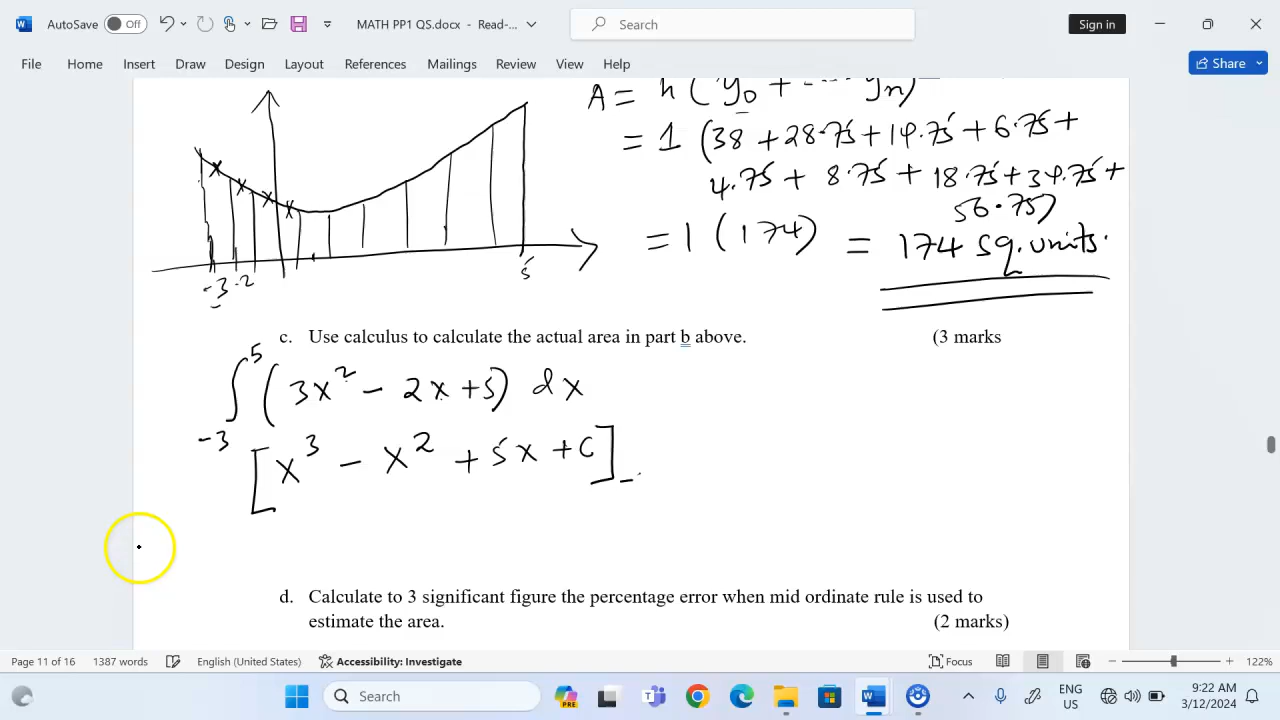 AutoSave Off MATH PP1 QS.docx - Read-... Search Sign in
File Home Insert Draw Design Layout References Mailings Review View Help Share
A = h (y0 + .... yn)
= 1 (38 + 28.75 + 14.75 + 6.75 +
4.75 + 8.75 + 18.75 + 34.75 +
56.75)
= 1 (174) = 174 sq. units.
-3 -2 5
c. Use calculus to calculate the actual area in part b above. (3 marks
∫ 5 -3 (3x² - 2x + 5) dx
[x³ - x² + 5x + C]
d. Calculate to 3 significant figure the percentage error when mid ordinate rule is used to
estimate the area. (2 marks)
Page 11 of 16 1387 words English (United States) Accessibility: Investigate Focus 122%
Search PRE ENG US 9:22 AM 3/12/2024